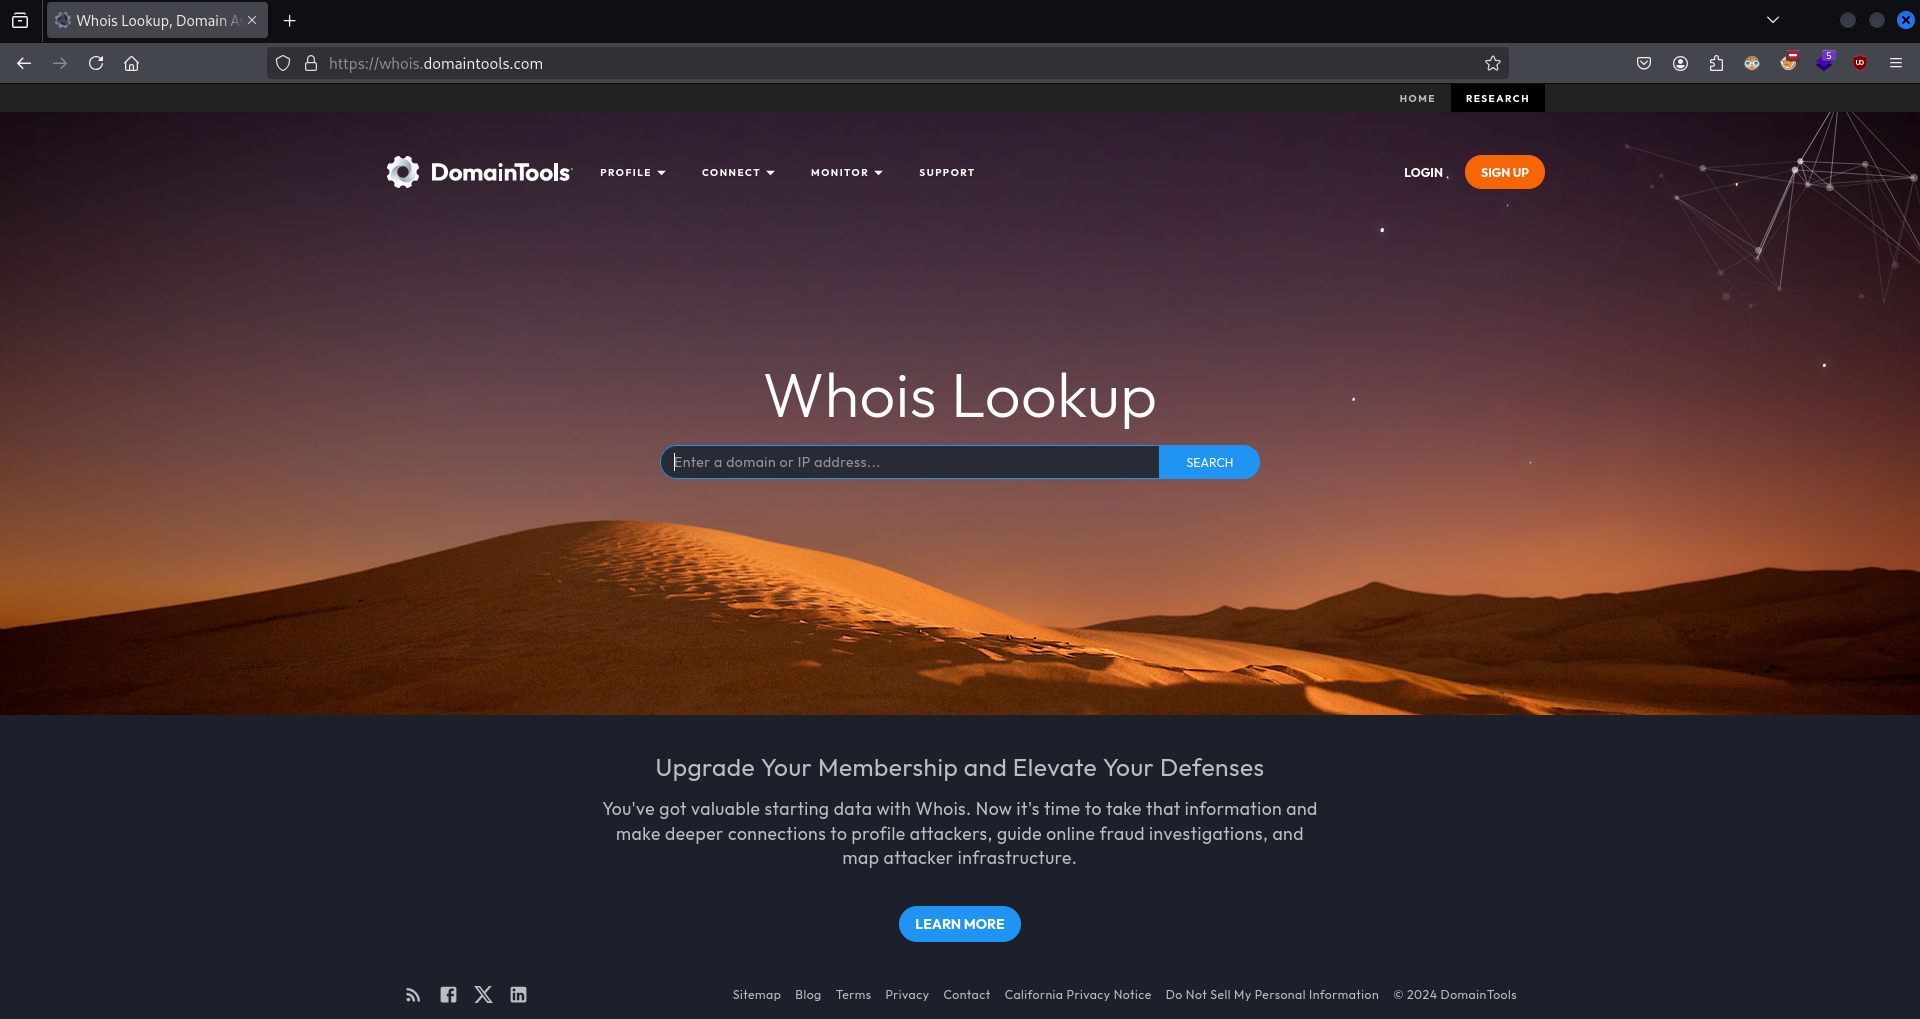 Whois Lookup, Domain Av
https://whois.domaintools.com
5
HOME
RESEARCH
DomainTools
PROFILE
CONNECT
MONITOR
SUPPORT
LOGIN
SIGN UP
Whois Lookup
Enter a domain or IP address...
SEARCH
Upgrade Your Membership and Elevate Your Defenses
You've got valuable starting data with Whois. Now it's time to take that information and
make deeper connections to profile attackers, guide online fraud investigations, and
map attacker infrastructure.
LEARN MORE
Sitemap Blog Terms Privacy Contact California Privacy Notice Do Not Sell My Personal Information © 2024 DomainTools